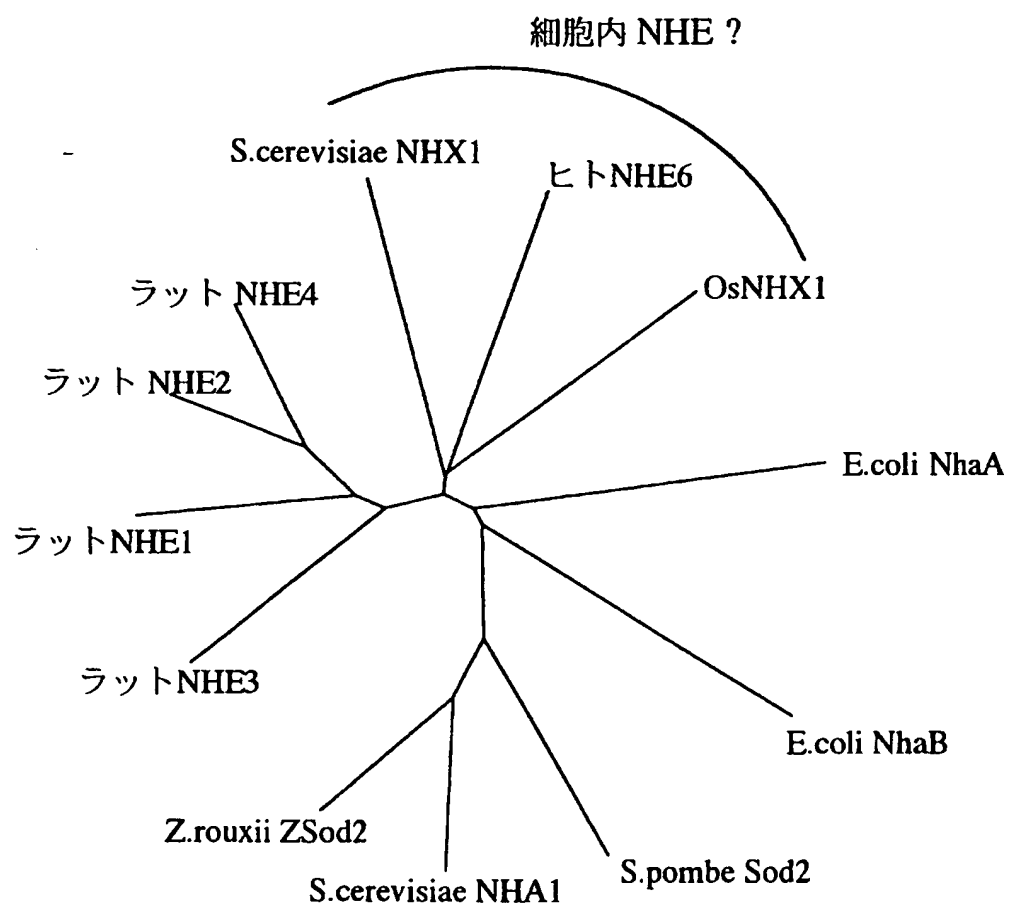 細胞内 NHE ?
S.cerevisiae NHX1
ヒトNHE6
ラット NHE4
OsNHX1
ラット NHE2
E.coli NhaA
ラットNHE1
ラットNHE3
E.coli NhaB
Z.rouxii ZSod2
S.pombe Sod2
S.cerevisiae NHA1